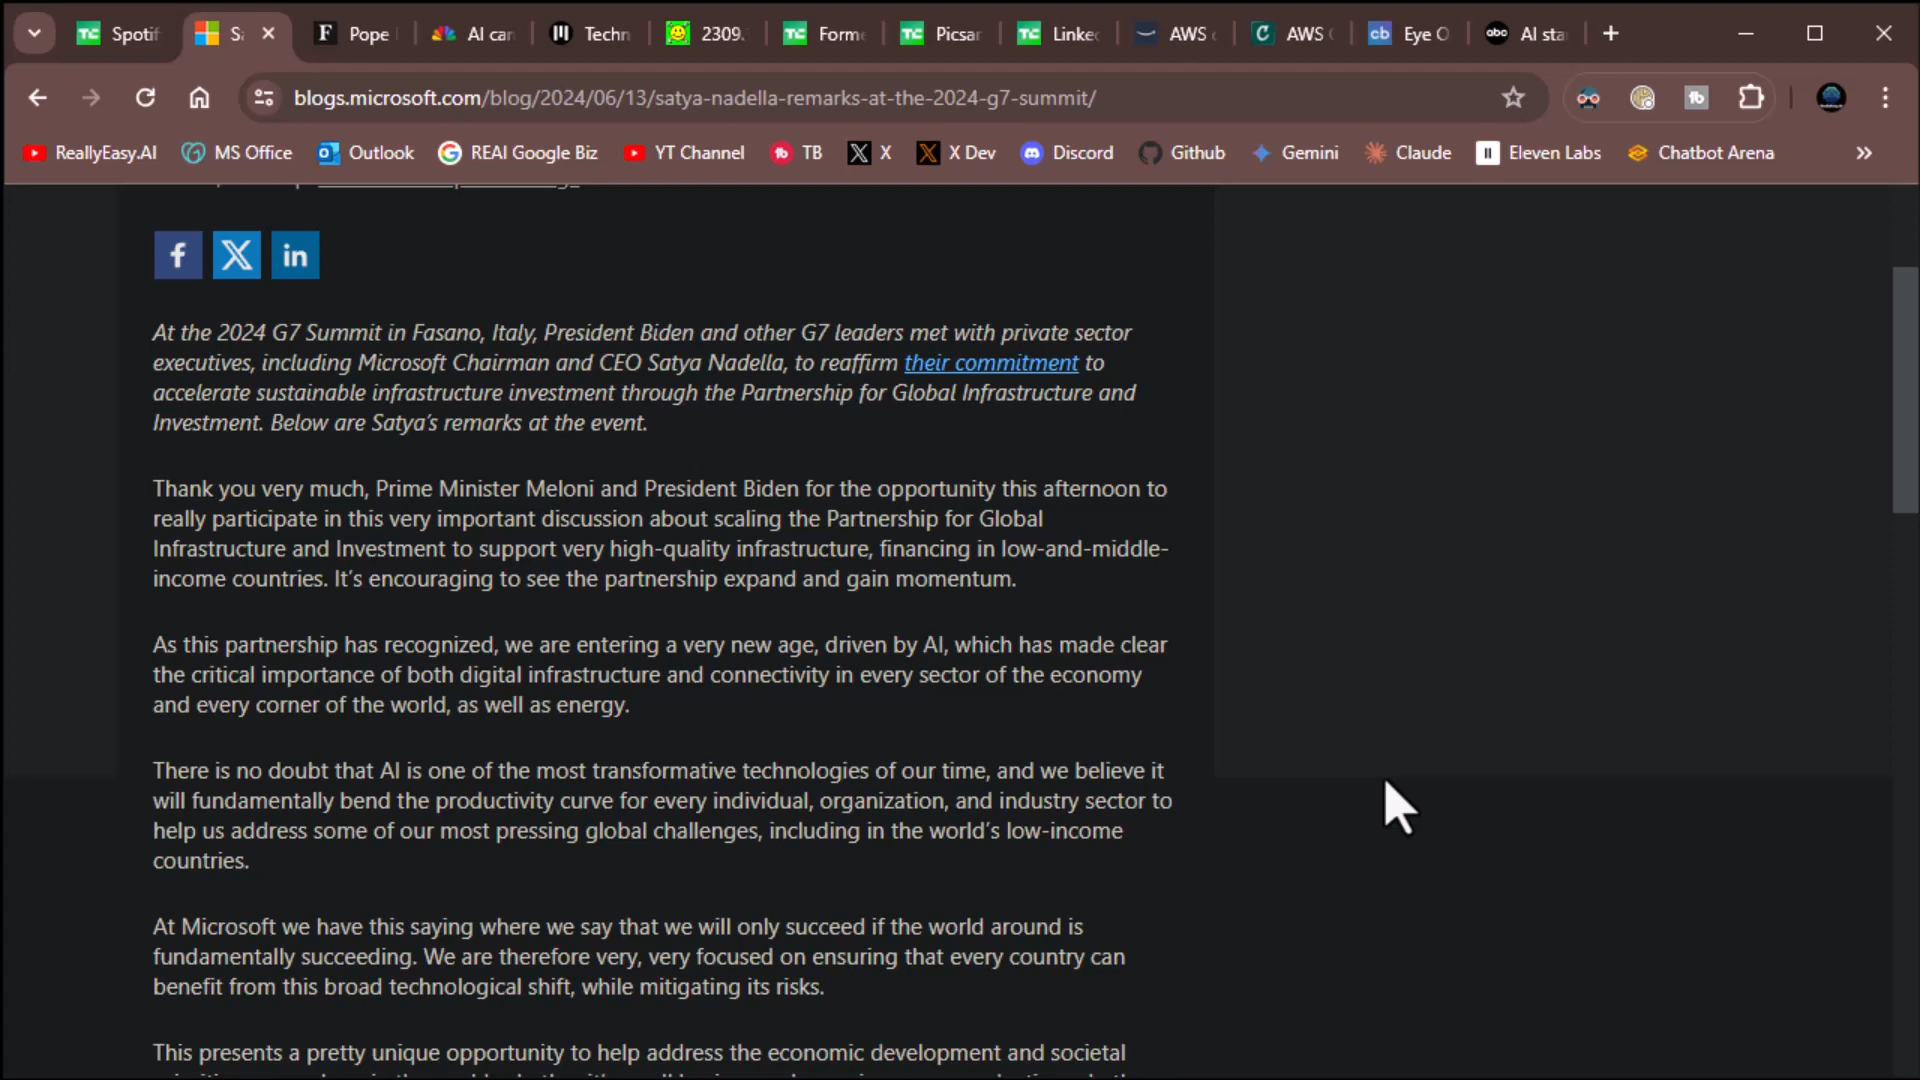 Spotif
S
Pope
AI car
Techn
2309.
Forme
Picsar
Linke
AWS
AWS
Eye O
AI sta
blogs.microsoft.com/blog/2024/06/13/satya-nadella-remarks-at-the-2024-g7-summit/
ReallyEasy.AI MS Office Outlook REAI Google Biz YT Channel TB X X Dev Discord Github Gemini Claude Eleven Labs Chatbot Arena
At the 2024 G7 Summit in Fasano, Italy, President Biden and other G7 leaders met with private sector
executives, including Microsoft Chairman and CEO Satya Nadella, to reaffirm their commitment to
accelerate sustainable infrastructure investment through the Partnership for Global Infrastructure and
Investment. Below are Satya's remarks at the event.
Thank you very much, Prime Minister Meloni and President Biden for the opportunity this afternoon to
really participate in this very important discussion about scaling the Partnership for Global
Infrastructure and Investment to support very high-quality infrastructure, financing in low-and-middle-
income countries. It's encouraging to see the partnership expand and gain momentum.
As this partnership has recognized, we are entering a very new age, driven by AI, which has made clear
the critical importance of both digital infrastructure and connectivity in every sector of the economy
and every corner of the world, as well as energy.
There is no doubt that AI is one of the most transformative technologies of our time, and we believe it
will fundamentally bend the productivity curve for every individual, organization, and industry sector to
help us address some of our most pressing global challenges, including in the world's low-income
countries.
At Microsoft we have this saying where we say that we will only succeed if the world around is
fundamentally succeeding. We are therefore very, very focused on ensuring that every country can
benefit from this broad technological shift, while mitigating its risks.
This presents a pretty unique opportunity to help address the economic development and societal